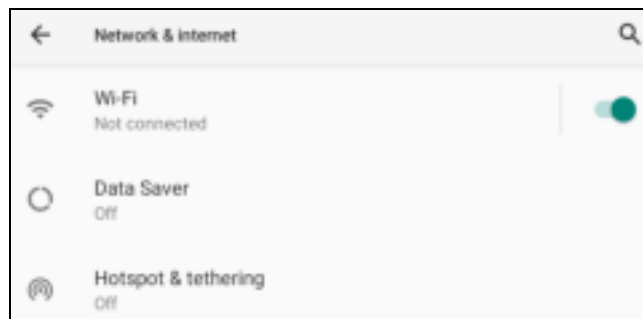 Network & internet
Wi-Fi
Not connected
Data Saver
Off
Hotspot & tethering
Off